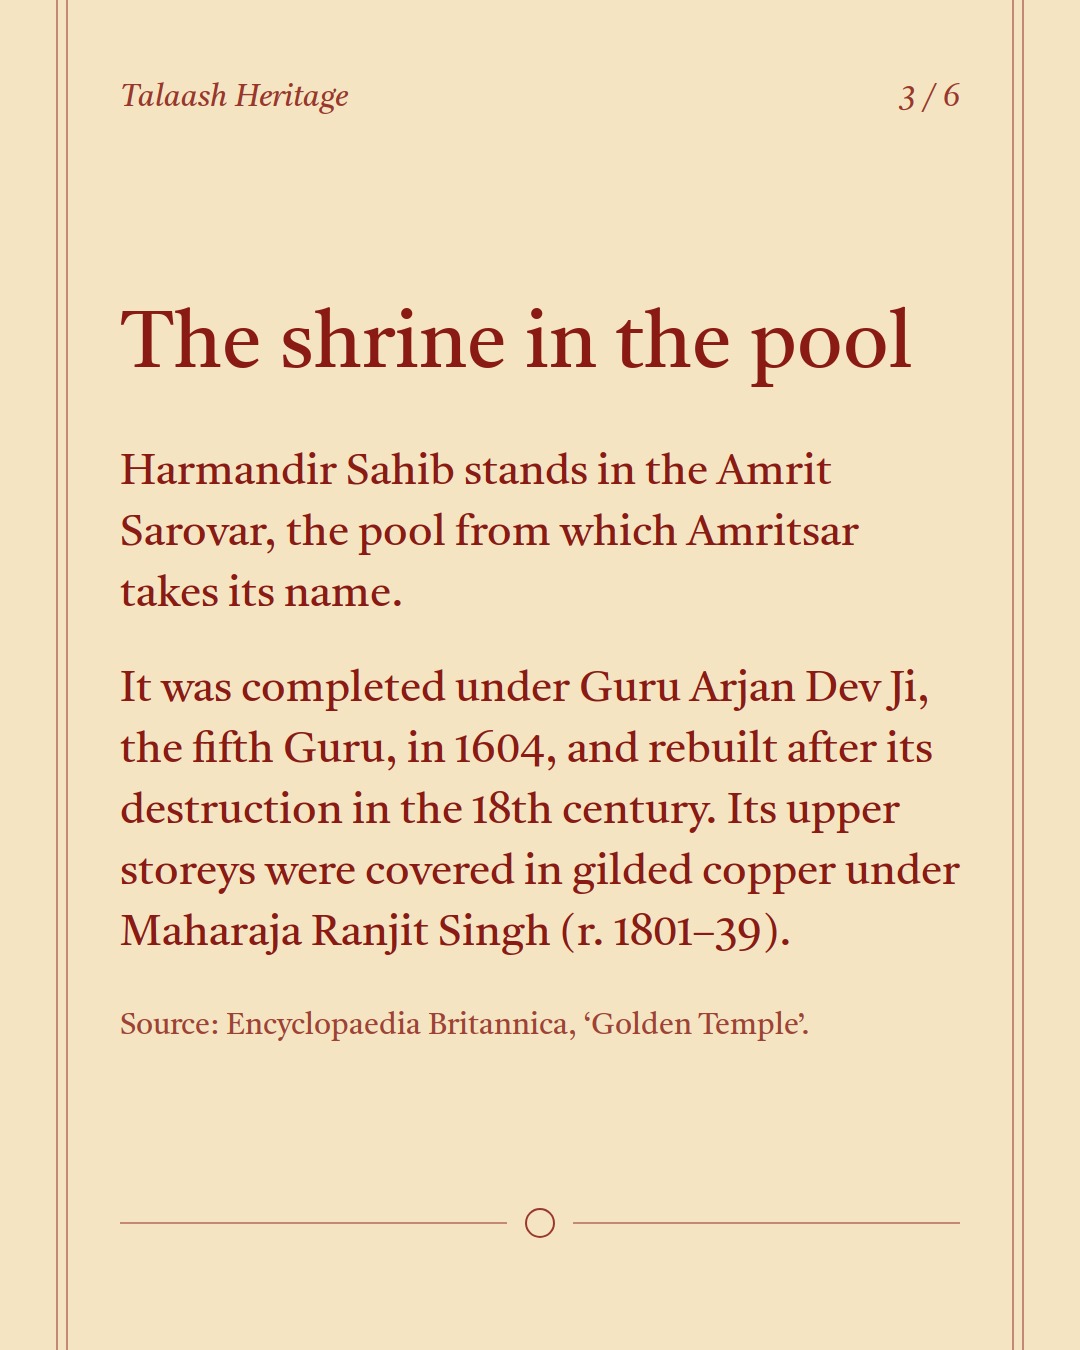 Talaash Heritage
3 / 6
The shrine in the pool
Harmandir Sahib stands in the Amrit
Sarovar, the pool from which Amritsar
takes its name.
It was completed under Guru Arjan Dev Ji,
the fifth Guru, in 1604, and rebuilt after its
destruction in the 18th century. Its upper
storeys were covered in gilded copper under
Maharaja Ranjit Singh (r. 1801–39).
Source: Encyclopaedia Britannica, ‘Golden Temple’.